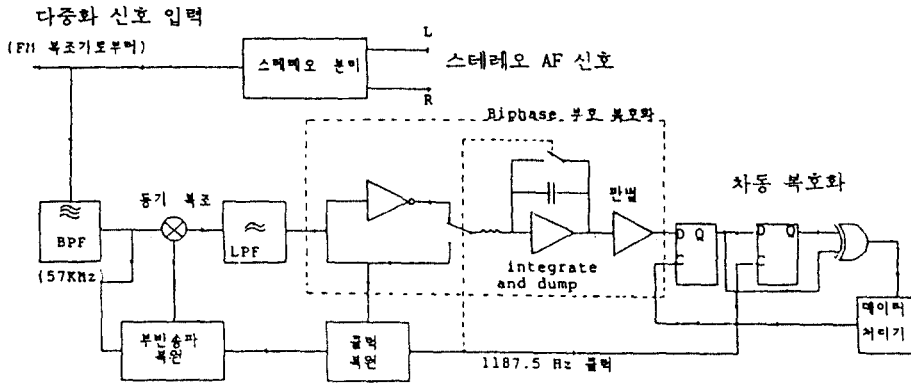 다중화 신호 입력
(FM 복조기로부터)
스테레오 분리
L
R
스테레오 AF 신호
Biphase 부호 복호화
동기 복조
판별
차동 복호화
BPF
(57KHz)
LPF
integrate
and dump
D Q
C
D Q
C
부반송파
복원
클럭
복원
1187.5 Hz 클럭
데이터
처리기